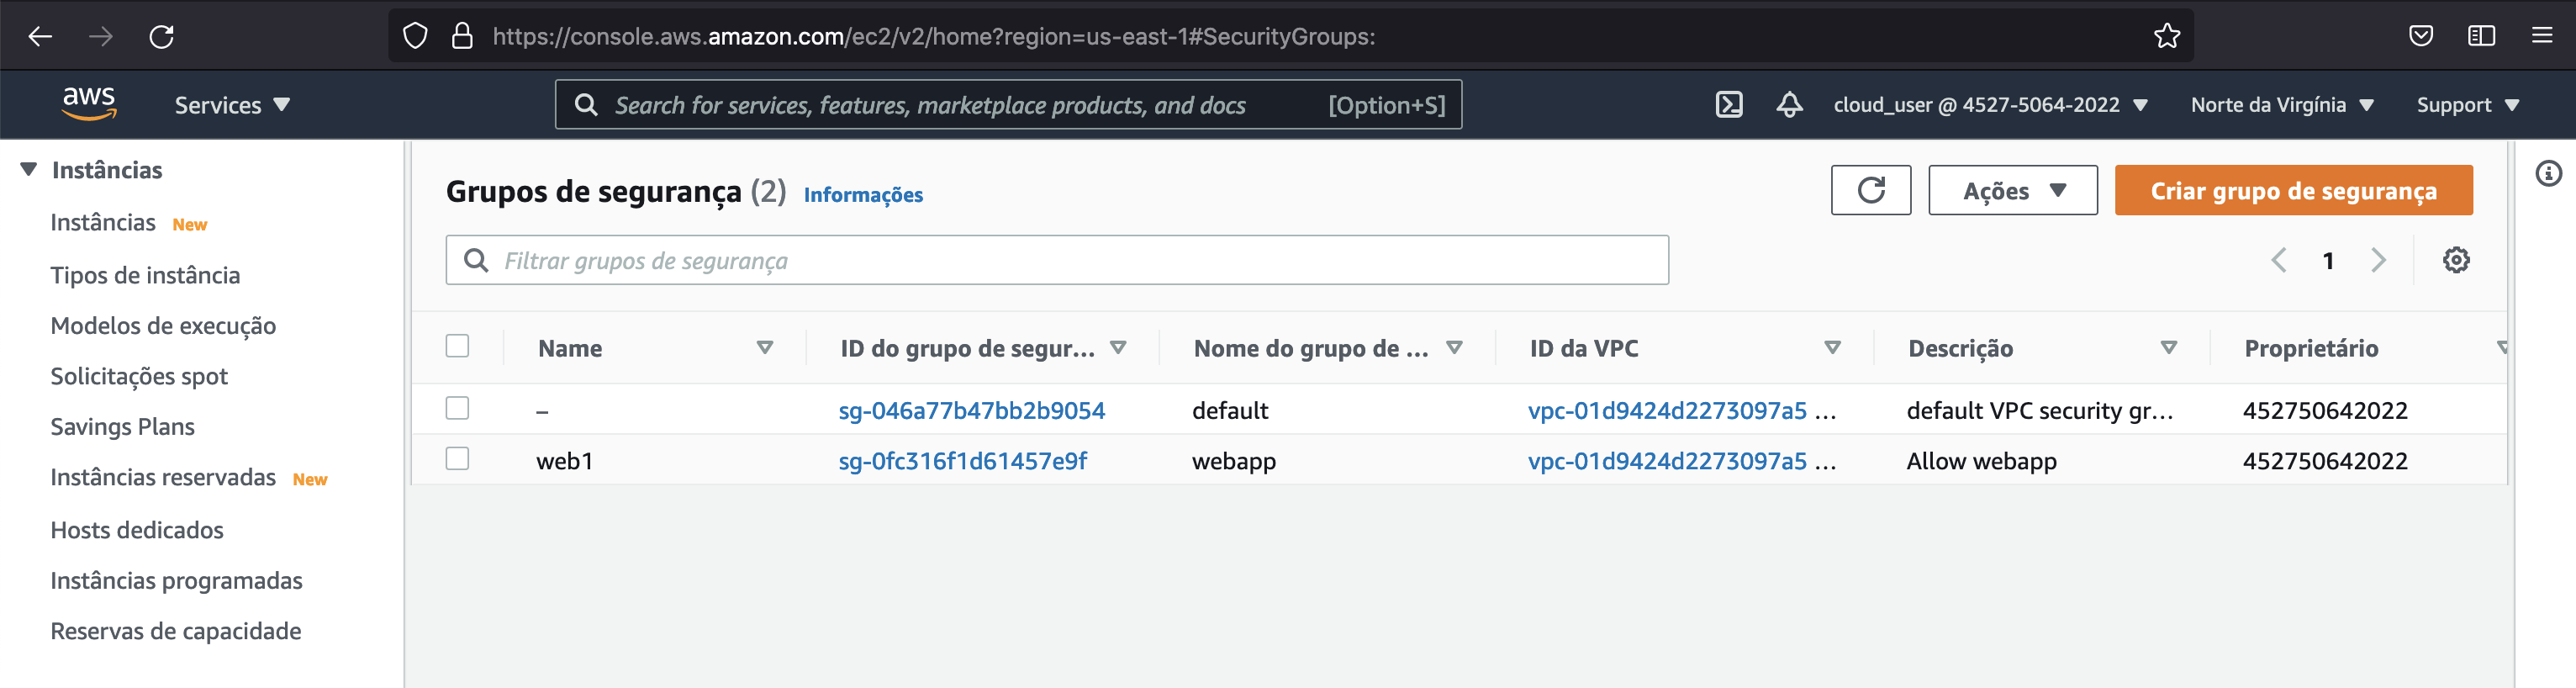 https://console.aws.amazon.com/ec2/v2/home?region=us-east-1#SecurityGroups:
aws Services Search for services, features, marketplace products, and docs [Option+S] cloud_user @ 4527-5064-2022 Norte da Virgínia Support
Instâncias
Instâncias New
Tipos de instância
Modelos de execução
Solicitações spot
Savings Plans
Instâncias reservadas New
Hosts dedicados
Instâncias programadas
Reservas de capacidade
Grupos de segurança (2) Informações Ações Criar grupo de segurança
Filtrar grupos de segurança 1
Name ID do grupo de segur... Nome do grupo de ... ID da VPC Descrição Proprietário
– sg-046a77b47bb2b9054 default vpc-01d9424d2273097a5 ... default VPC security gr... 452750642022
web1 sg-0fc316f1d61457e9f webapp vpc-01d9424d2273097a5 ... Allow webapp 452750642022